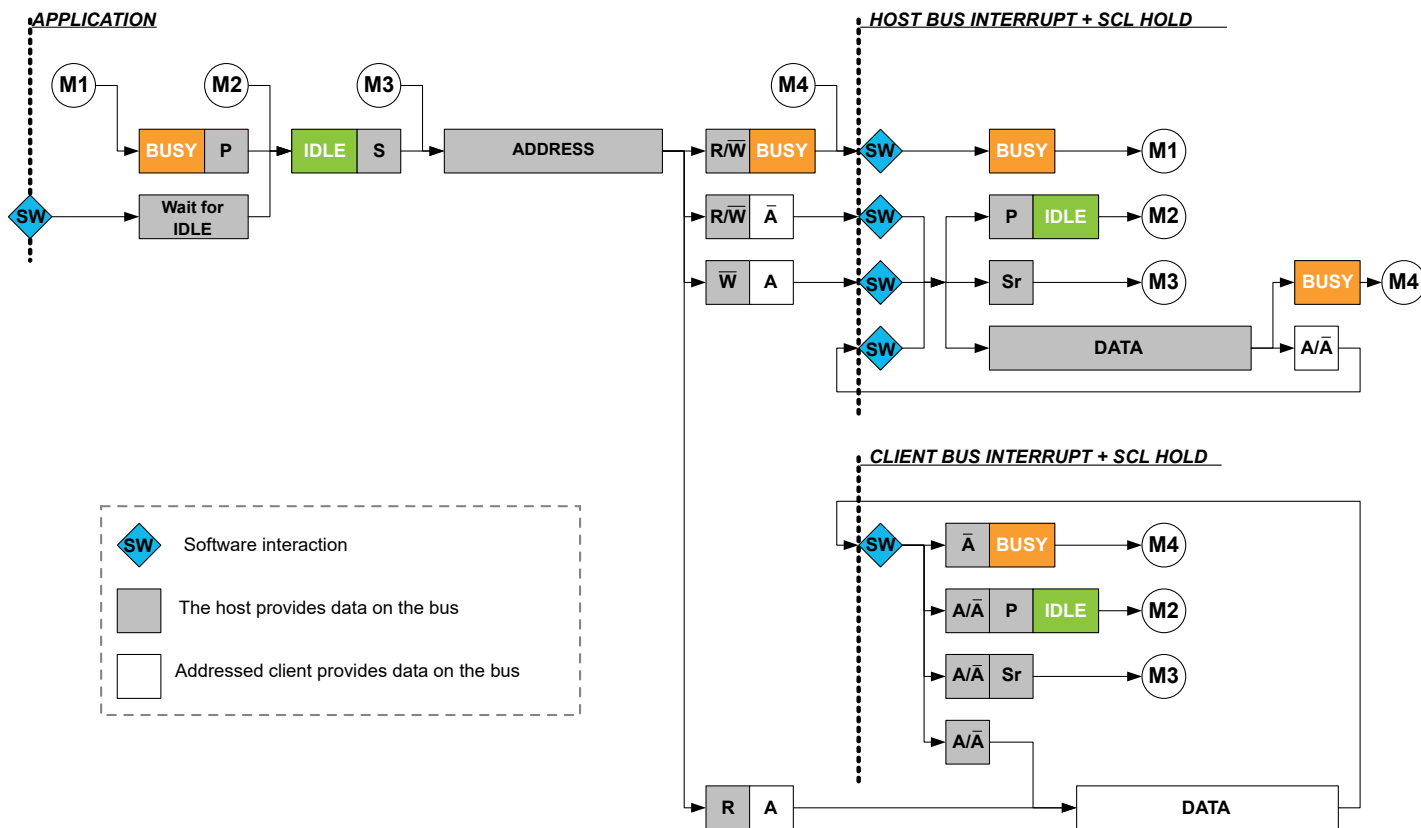 APPLICATION
HOST BUS INTERRUPT + SCL HOLD
M1
M2
M3
M4
BUSY P
IDLE S
ADDRESS
R/W̅ BUSY
SW
BUSY
M1
SW
Wait for
IDLE
R/W̅ A̅
SW
P IDLE
M2
W̅ A
SW
Sr
M3
BUSY
M4
SW
DATA
A/A̅
CLIENT BUS INTERRUPT + SCL HOLD
SW
A̅ BUSY
M4
A/A̅ P IDLE
M2
A/A̅ Sr
M3
A/A̅
R A
DATA
SW
Software interaction
The host provides data on the bus
Addressed client provides data on the bus